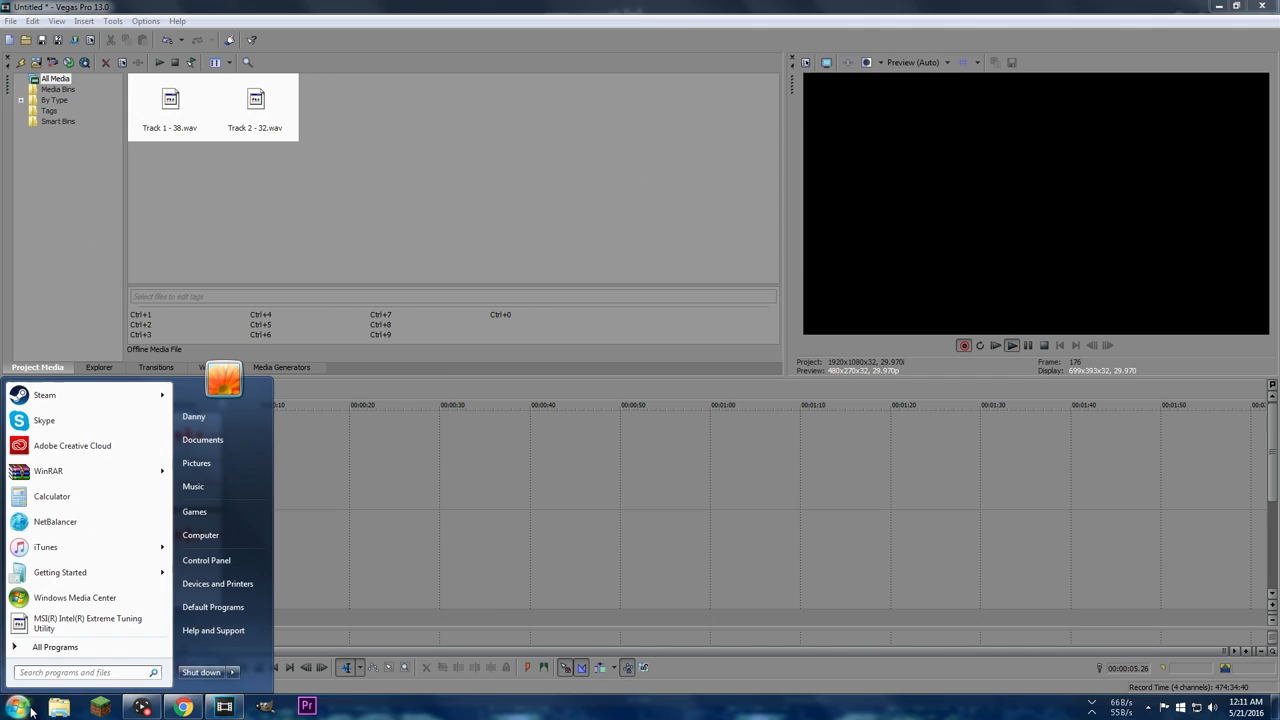 Untitled * - Vegas Pro 13.0
File Edit View Insert Tools Options Help
Preview (Auto)
All Media
Media Bins
By Type
Tags
Smart Bins
Track 1 - 38.wav
Track 2 - 32.wav
Select files to edit tags
Ctrl+1 Ctrl+4 Ctrl+7 Ctrl+0
Ctrl+2 Ctrl+5 Ctrl+8
Ctrl+3 Ctrl+6 Ctrl+9
Offline Media File
Project Media Explorer Transitions Media Generators
Project: 1920x1080x32, 29.970i
Preview: 480x270x32, 29.970p
Frame: 176
Display: 699x393x32, 29.970
00:00:20 00:00:30 00:00:40 00:00:50 00:01:00 00:01:10 00:01:20 00:01:30 00:01:40 00:01:50
Steam
Skype
Adobe Creative Cloud
WinRAR
Calculator
NetBalancer
iTunes
Getting Started
Windows Media Center
MSI(R) Intel(R) Extreme Tuning
Utility
All Programs
Search programs and files
Danny
Documents
Pictures
Music
Games
Computer
Control Panel
Devices and Printers
Default Programs
Help and Support
Shut down
00:00:05.26
Record Time (4 channels): 474:34:40
Pr
66B/s
55B/s
12:11 AM
5/21/2016